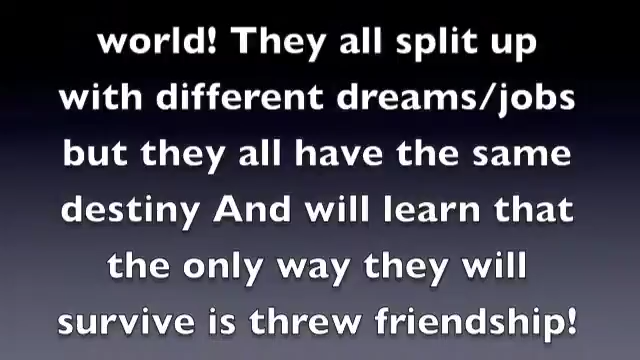 world! They all split up
with different dreams/jobs
but they all have the same
destiny And will learn that
the only way they will
survive is threw friendship!